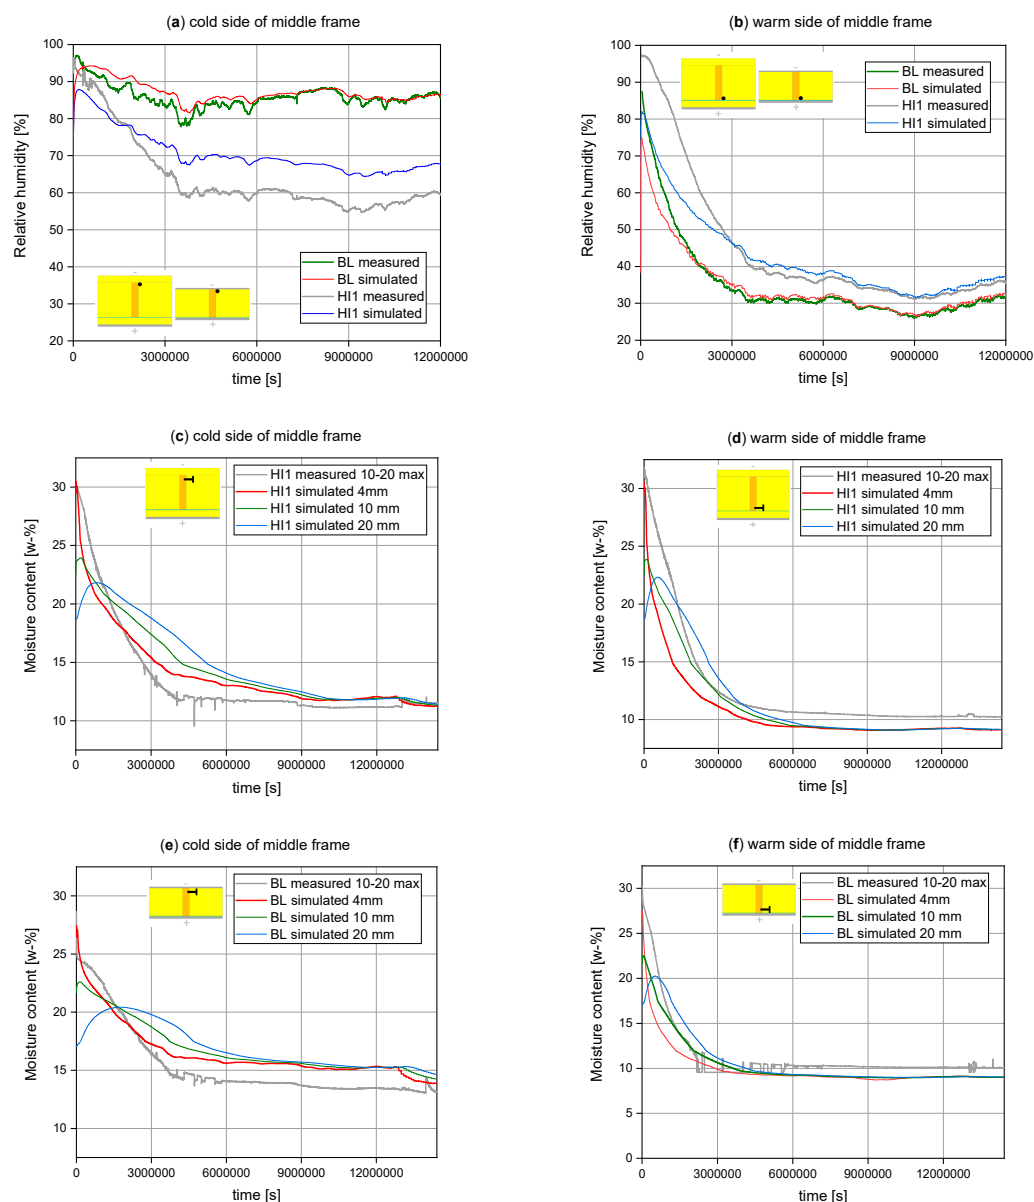 (a) cold side of middle frame
100
90
80
70
60
50
40
30
20
Relative humidity [%]
BL measured
BL simulated
HI1 measured
HI1 simulated
0 3000000 6000000 9000000 12000000
time [s]
(b) warm side of middle frame
100
90
80
70
60
50
40
30
20
Relative humidity [%]
BL measured
BL simulated
HI1 measured
HI1 simulated
0 3000000 6000000 9000000 12000000
time [s]
(c) cold side of middle frame
30
25
20
15
10
Moisture content [w-%]
HI1 measured 10-20 max
HI1 simulated 4mm
HI1 simulated 10 mm
HI1 simulated 20 mm
0 3000000 6000000 9000000 12000000
time [s]
(d) warm side of middle frame
30
25
20
15
10
Moisture content [w-%]
HI1 measured 10-20 max
HI1 simulated 4mm
HI1 simulated 10 mm
HI1 simulated 20 mm
0 3000000 6000000 9000000 12000000
time [s]
(e) cold side of middle frame
30
25
20
15
10
Moisture content [w-%]
BL measured 10-20 max
BL simulated 4mm
BL simulated 10 mm
BL simulated 20 mm
0 3000000 6000000 9000000 12000000
time [s]
(f) warm side of middle frame
30
25
20
15
10
5
0
Moisture content [w-%]
BL measured 10-20 max
BL simulated 4mm
BL simulated 10 mm
BL simulated 20 mm
0 3000000 6000000 9000000 12000000
time [s]